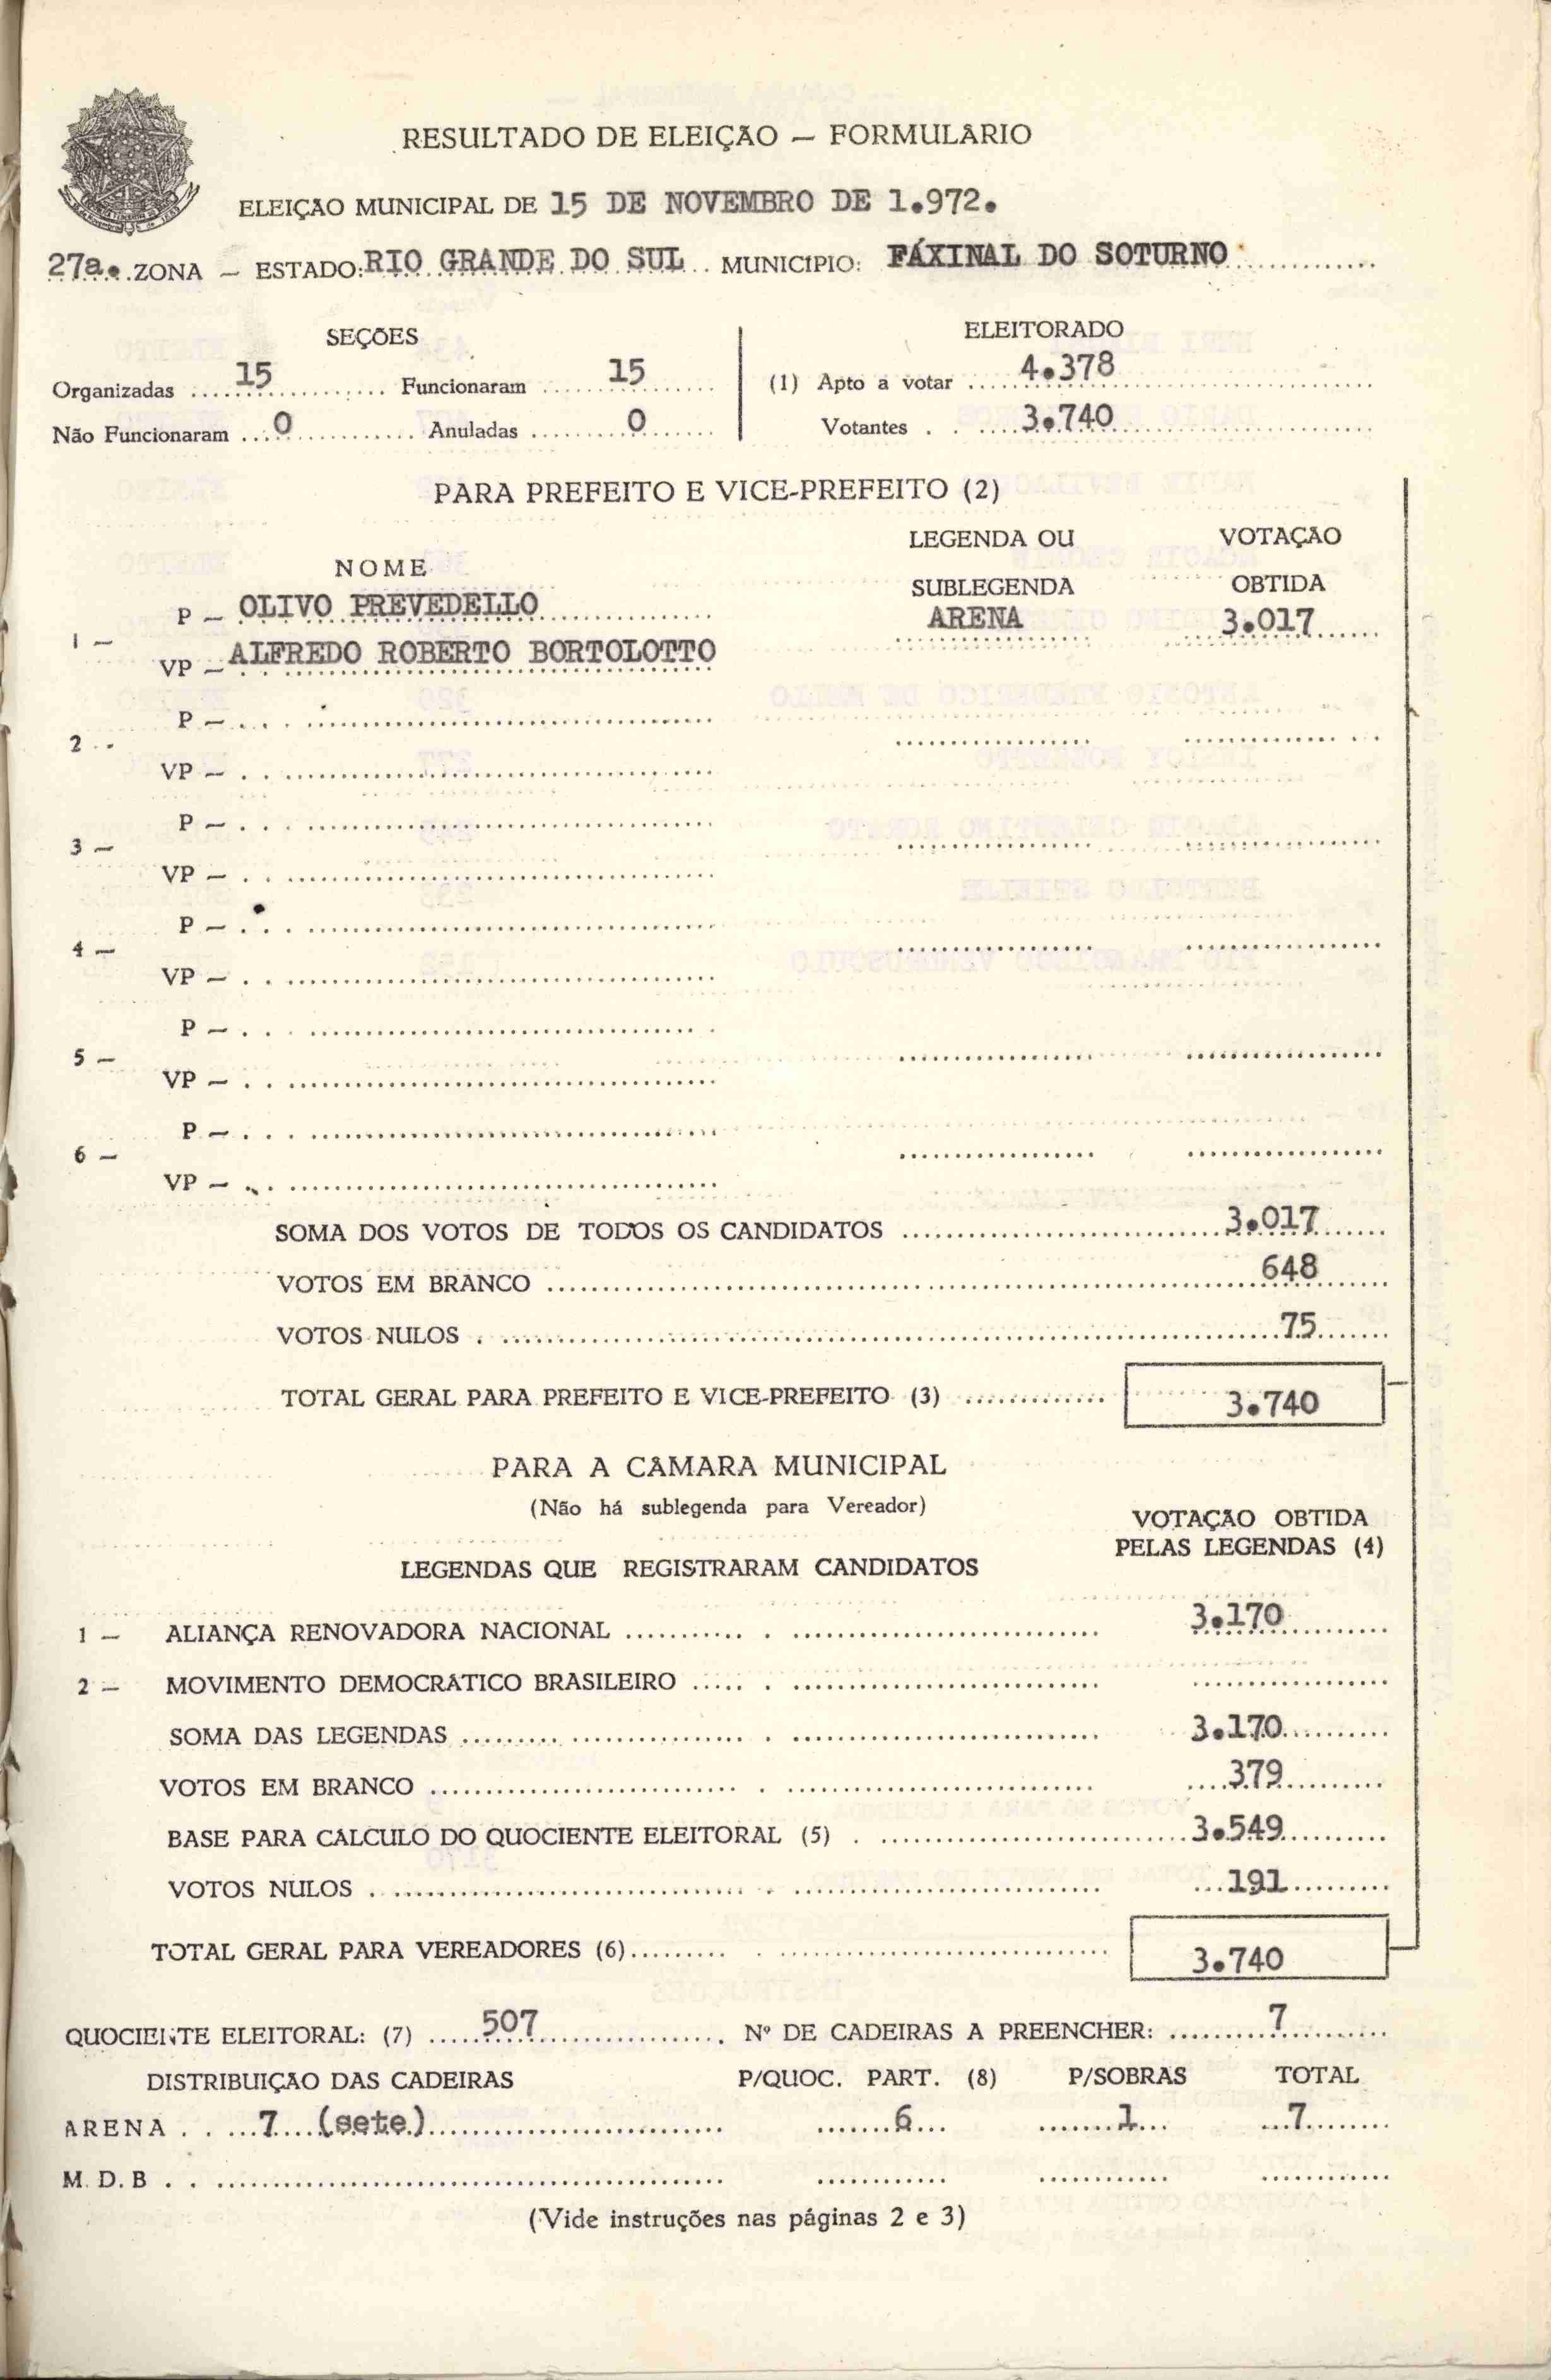 RESULTADO DE ELEIÇÃO — FORMULÁRIO
ELEIÇÃO MUNICIPAL DE 15 DE NOVEMBRO DE 1.972.
27a. ZONA — ESTADO: RIO GRANDE DO SUL MUNICIPIO: FÁXINAL DO SOTURNO
SEÇÕES ELEITORADO
Organizadas 15 Funcionaram 15 (1) Apto a votar 4.378
Não Funcionaram 0 Anuladas 0 Votantes 3.740
PARA PREFEITO E VICE-PREFEITO (2)
NOME LEGENDA OU SUBLEGENDA VOTAÇÃO OBTIDA
1 — P — OLIVO PREVEDELLO ARENA 3.017
VP — ALFREDO ROBERTO BORTOLOTTO
2 - P —
VP —
3 — P —
VP —
4 — P —
VP —
5 — P —
VP —
6 — P —
VP —
SOMA DOS VOTOS DE TODOS OS CANDIDATOS 3.017
VOTOS EM BRANCO 648
VOTOS NULOS 75
TOTAL GERAL PARA PREFEITO E VICE-PREFEITO (3) 3.740
PARA A CÂMARA MUNICIPAL
(Não há sublegenda para Vereador)
LEGENDAS QUE REGISTRARAM CANDIDATOS VOTAÇÃO OBTIDA PELAS LEGENDAS (4)
1 — ALIANÇA RENOVADORA NACIONAL 3.170
2 — MOVIMENTO DEMOCRÁTICO BRASILEIRO
SOMA DAS LEGENDAS 3.170
VOTOS EM BRANCO 379
BASE PARA CÁLCULO DO QUOCIENTE ELEITORAL (5) 3.549
VOTOS NULOS 191
TOTAL GERAL PARA VEREADORES (6) 3.740
QUOCIENTE ELEITORAL: (7) 507 Nº DE CADEIRAS A PREENCHER: 7
DISTRIBUIÇÃO DAS CADEIRAS P/QUOC. PART. (8) P/SOBRAS TOTAL
ARENA 7 (sete) 6 1 7
M.D.B
(Vide instruções nas páginas 2 e 3)